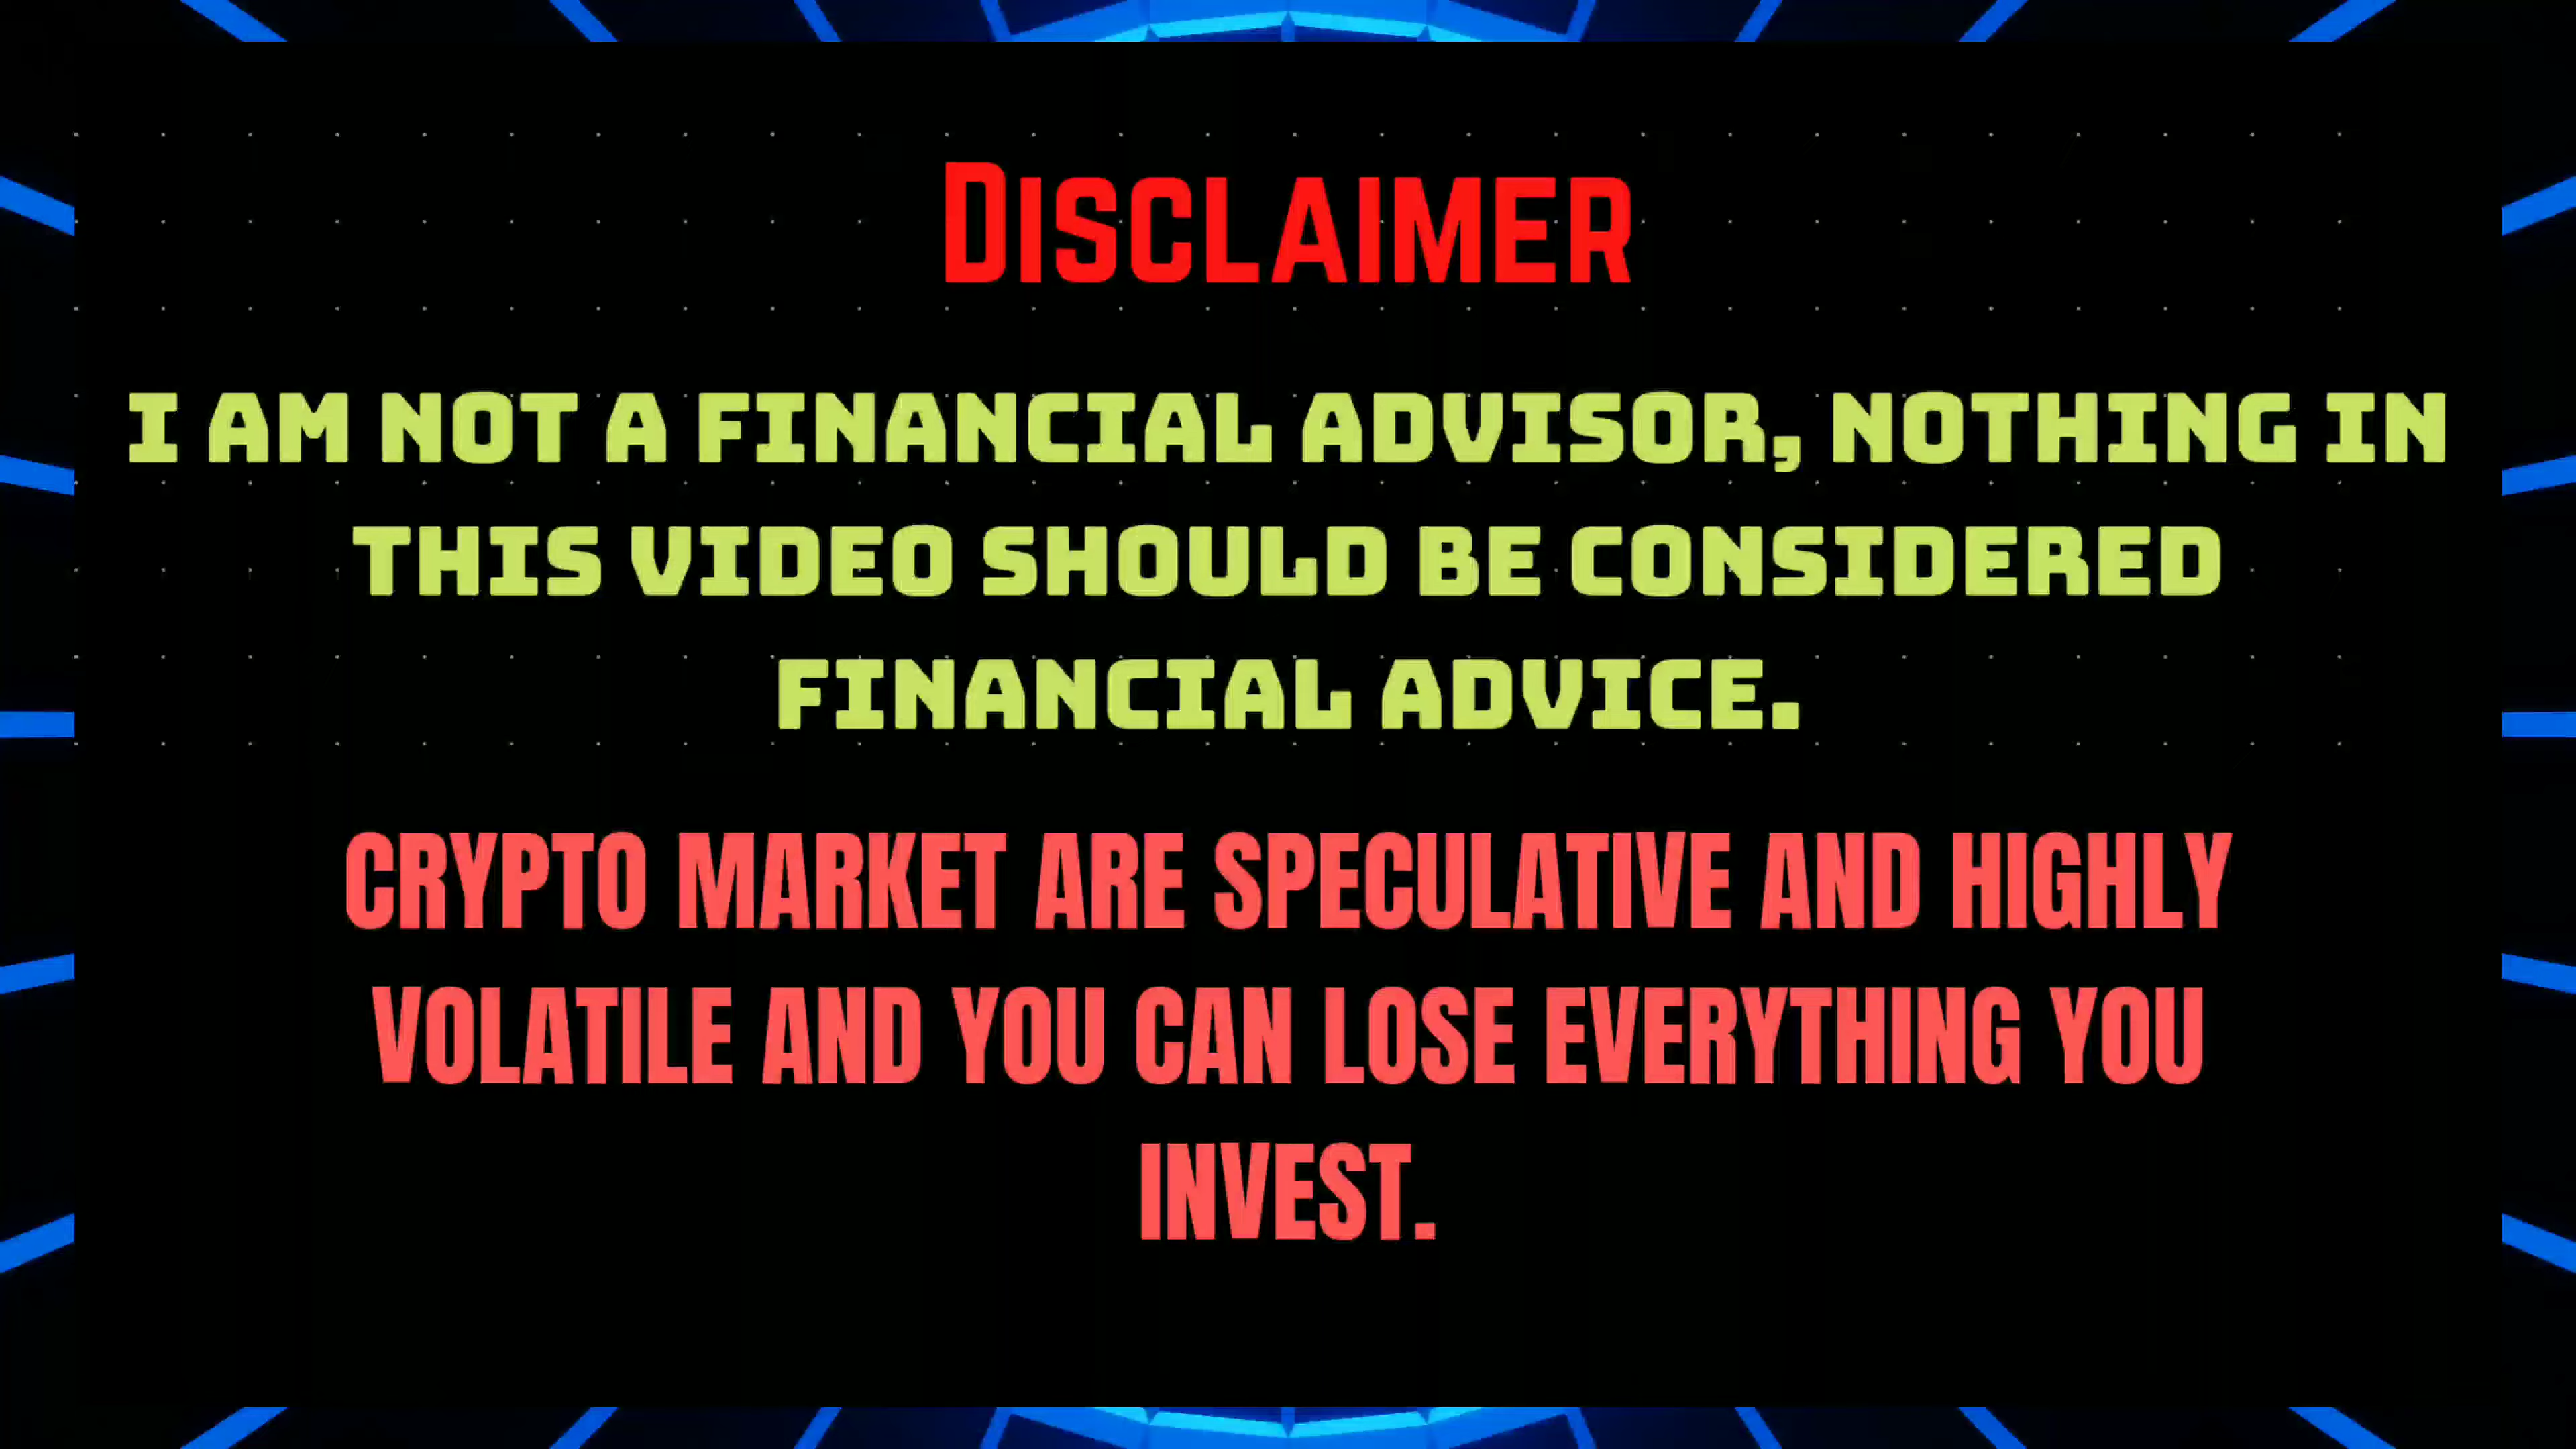 DISCLAIMER
I AM NOT A FINANCIAL ADVISOR, NOTHING IN
THIS VIDEO SHOULD BE CONSIDERED
FINANCIAL ADVICE.
CRYPTO MARKET ARE SPECULATIVE AND HIGHLY
VOLATILE AND YOU CAN LOSE EVERYTHING YOU
INVEST.